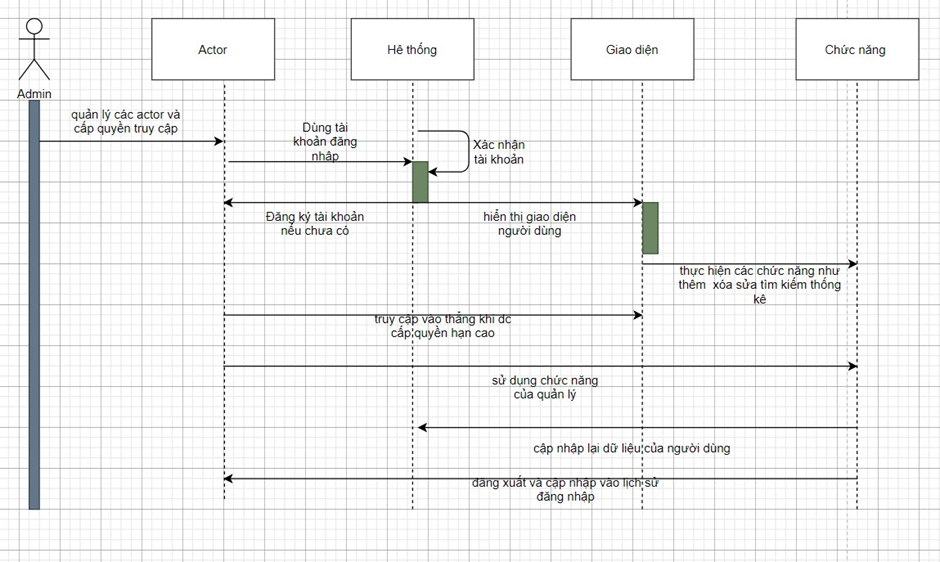 Actor
Hê thống
Giao diện
Chức năng
Admin
quản lý các actor và
cấp quyền truy cập
Dùng tài
khoản đăng
nhâp
Xác nhận
tài khoản
Đăng ký tài khoản
nếu chưa có
hiển thị giao diện
người dùng
thực hiện các chức năng như
thêm xóa sửa tìm kiếm thống
kê
truy cập vào thẳng khi dc
cấp quyền hạn cao
sử dụng chức năng
của quản lý
cập nhập lại dữ liệu của người dùng
đăng xuất và cập nhập vào lịch sử
đăng nhập